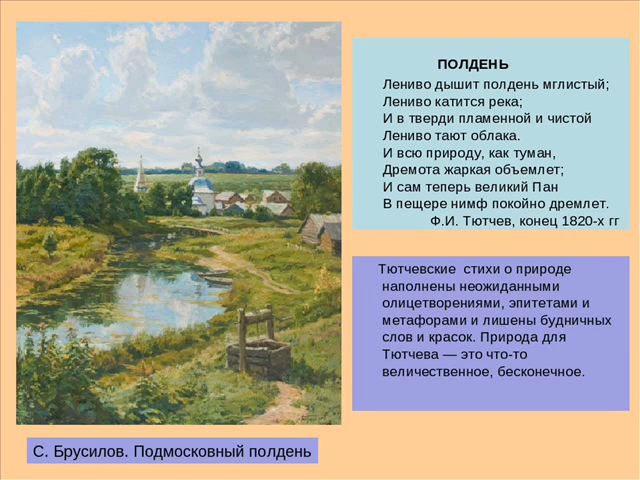 ПОЛДЕНЬ
Лениво дышит полдень мглистый;
Лениво катится река;
И в тверди пламенной и чистой
Лениво тают облака.
И всю природу, как туман,
Дремота жаркая объемлет;
И сам теперь великий Пан
В пещере нимф покойно дремлет.
Ф.И. Тютчев, конец 1820-х гг
Тютчевские стихи о природе
наполнены неожиданными
олицетворениями, эпитетами и
метафорами и лишены будничных
слов и красок. Природа для
Тютчева — это что-то
величественное, бесконечное.
С. Брусилов. Подмосковный полдень